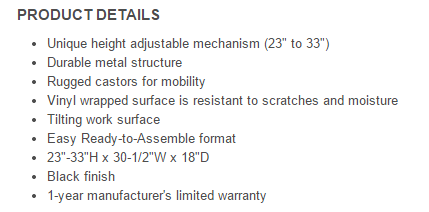 PRODUCT DETAILS
• Unique height adjustable mechanism (23" to 33")
• Durable metal structure
• Rugged castors for mobility
• Vinyl wrapped surface is resistant to scratches and moisture
• Tilting work surface
• Easy Ready-to-Assemble format
• 23"-33"H x 30-1/2"W x 18"D
• Black finish
• 1-year manufacturer's limited warranty